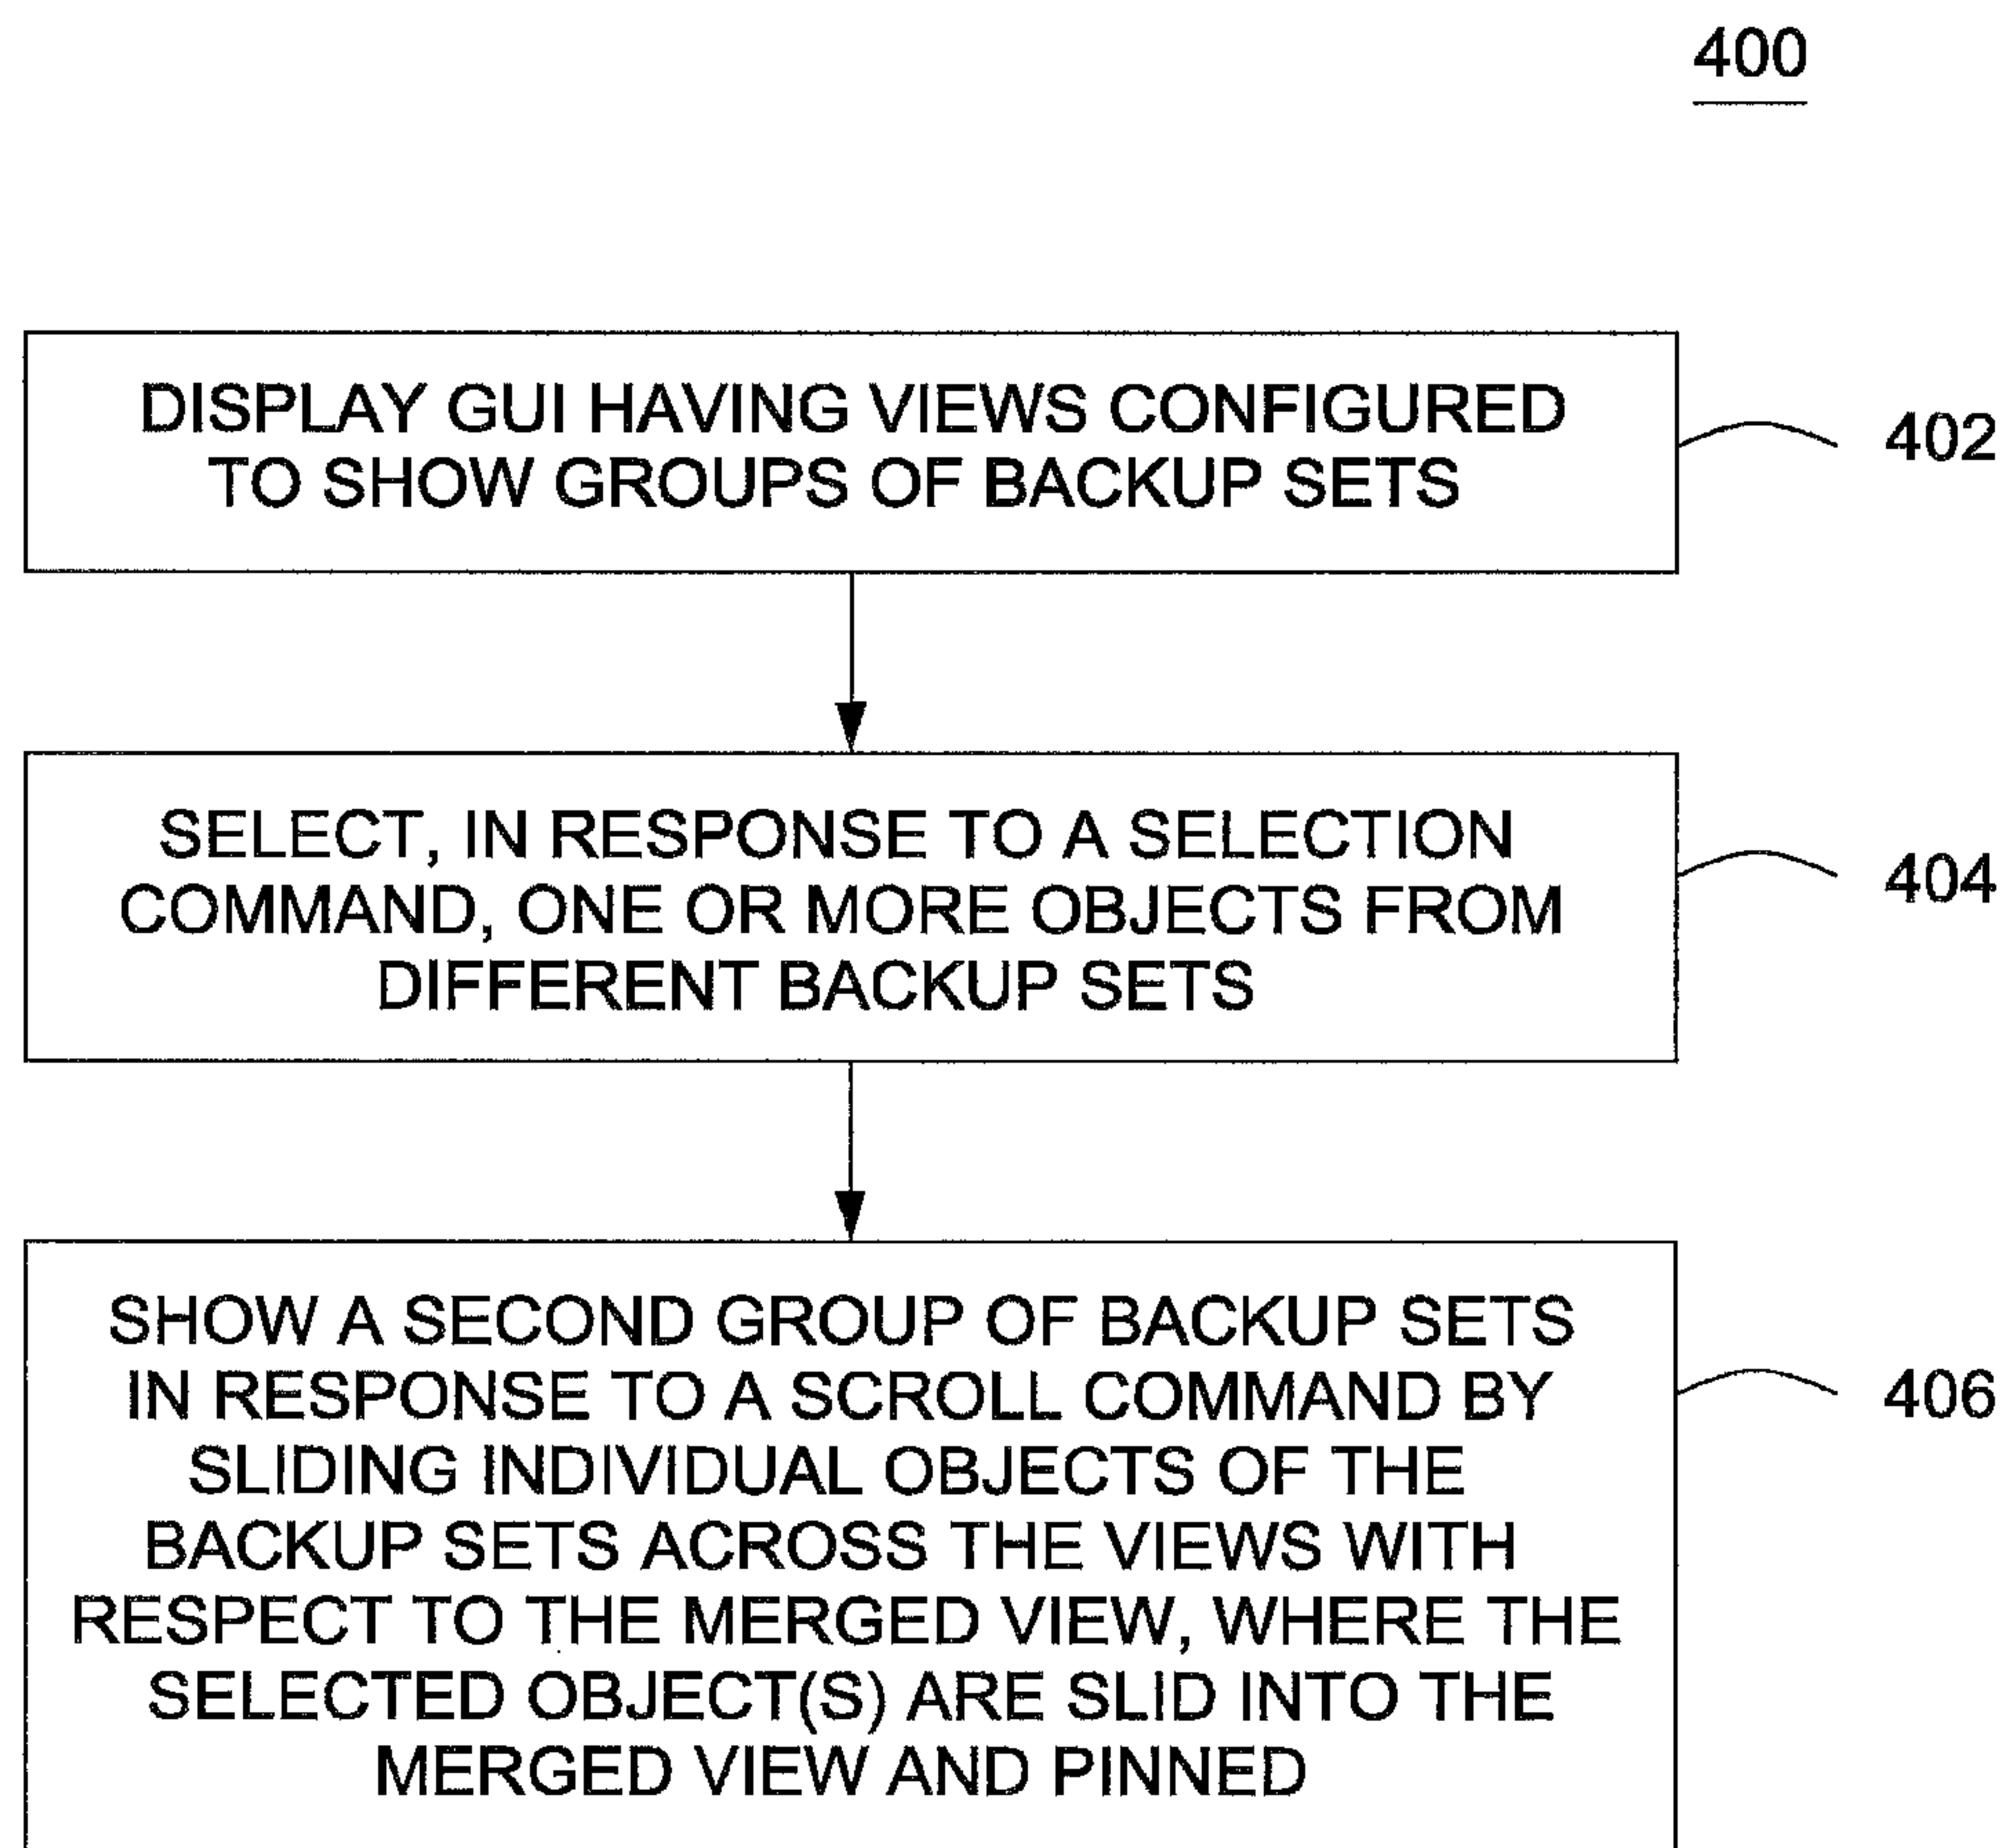 400
DISPLAY GUI HAVING VIEWS CONFIGURED
TO SHOW GROUPS OF BACKUP SETS
402
SELECT, IN RESPONSE TO A SELECTION
COMMAND, ONE OR MORE OBJECTS FROM
DIFFERENT BACKUP SETS
404
SHOW A SECOND GROUP OF BACKUP SETS
IN RESPONSE TO A SCROLL COMMAND BY
SLIDING INDIVIDUAL OBJECTS OF THE
BACKUP SETS ACROSS THE VIEWS WITH
RESPECT TO THE MERGED VIEW, WHERE THE
SELECTED OBJECT(S) ARE SLID INTO THE
MERGED VIEW AND PINNED
406